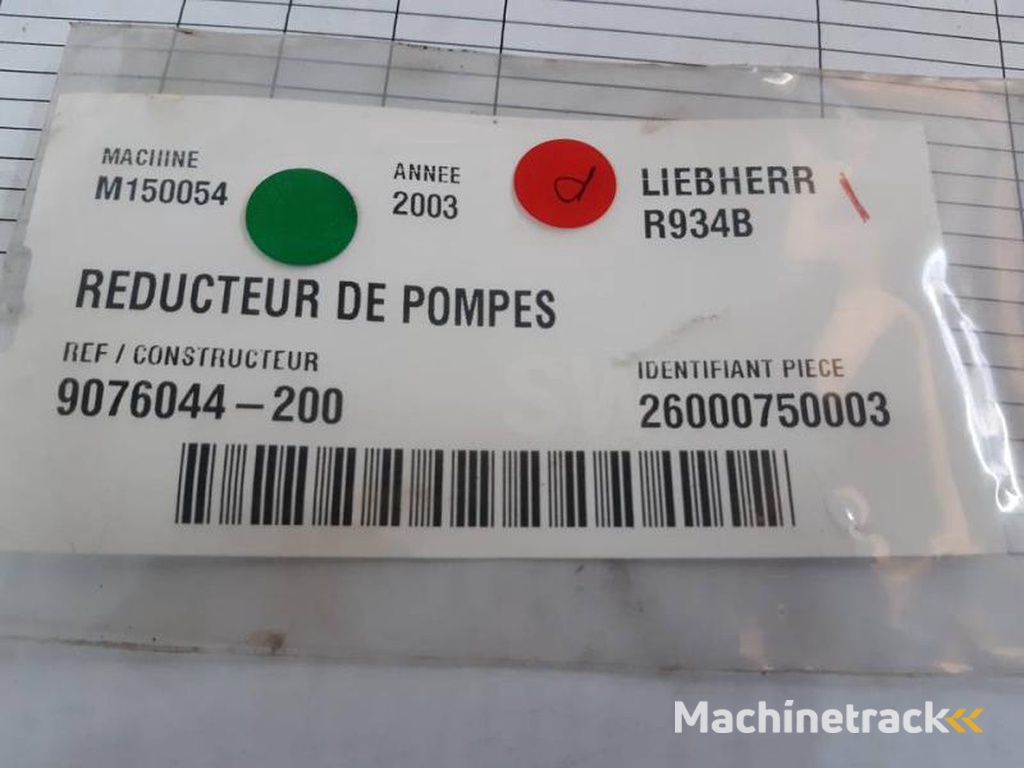 MACHINE
M150054
ANNEE
2003
d
LIEBHERR
R934B
REDUCTEUR DE POMPES
REF / CONSTRUCTEUR
9076044-200
IDENTIFIANT PIECE
26000750003
Machinetrack